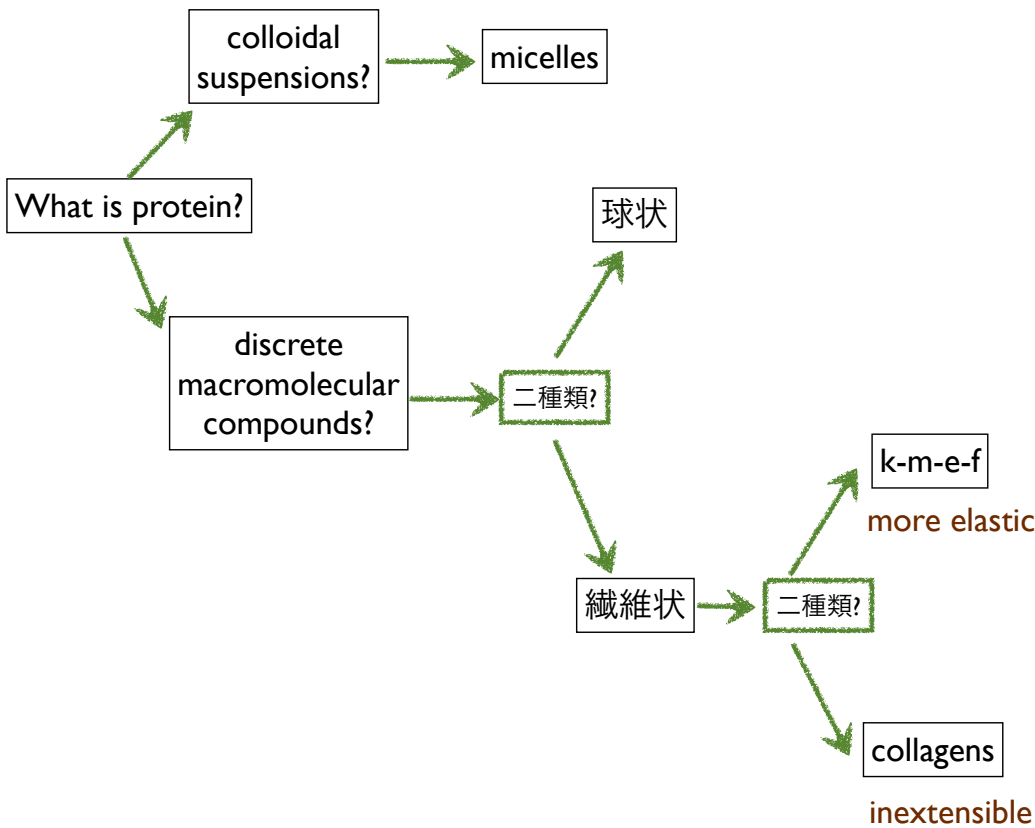 colloidal
suspensions?
micelles
What is protein?
球状
discrete
macromolecular
compounds?
二種類?
k-m-e-f
more elastic
繊維状
二種類?
collagens
inextensible